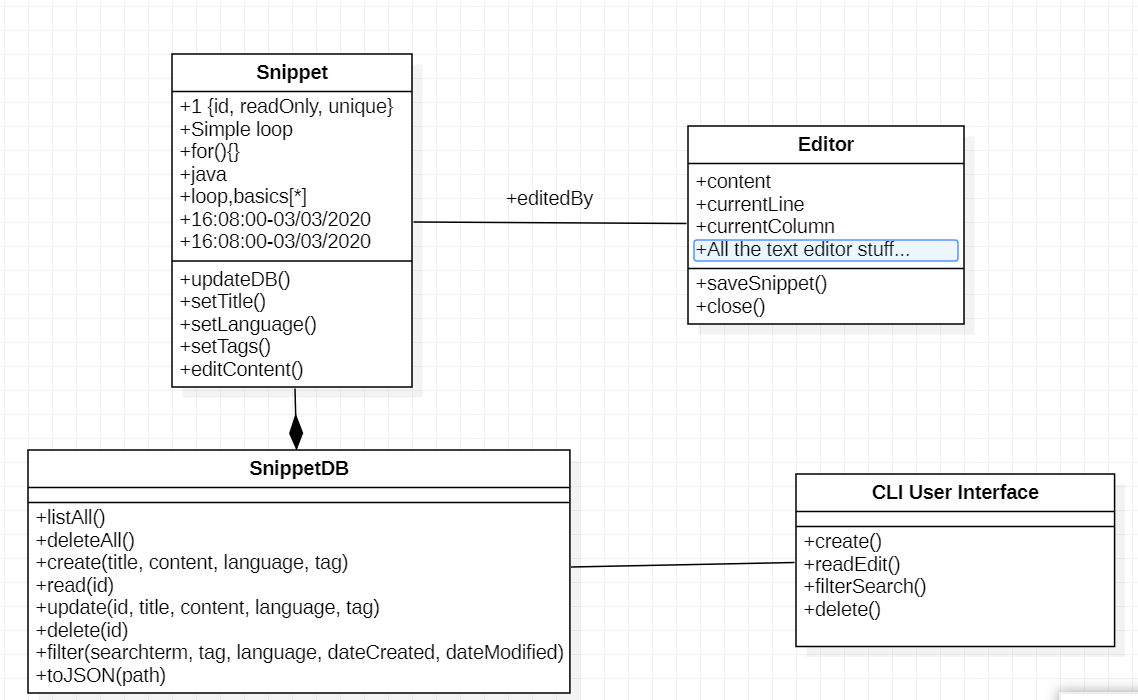 Snippet
+1 {id, readOnly, unique}
+Simple loop
+for(){}
+java
+loop,basics[*]
+16:08:00-03/03/2020
+16:08:00-03/03/2020
+updateDB()
+setTitle()
+setLanguage()
+setTags()
+editContent()
+editedBy
Editor
+content
+currentLine
+currentColumn
+All the text editor stuff...
+saveSnippet()
+close()
SnippetDB
+listAll()
+deleteAll()
+create(title, content, language, tag)
+read(id)
+update(id, title, content, language, tag)
+delete(id)
+filter(searchterm, tag, language, dateCreated, dateModified)
+toJSON(path)
CLI User Interface
+create()
+readEdit()
+filterSearch()
+delete()